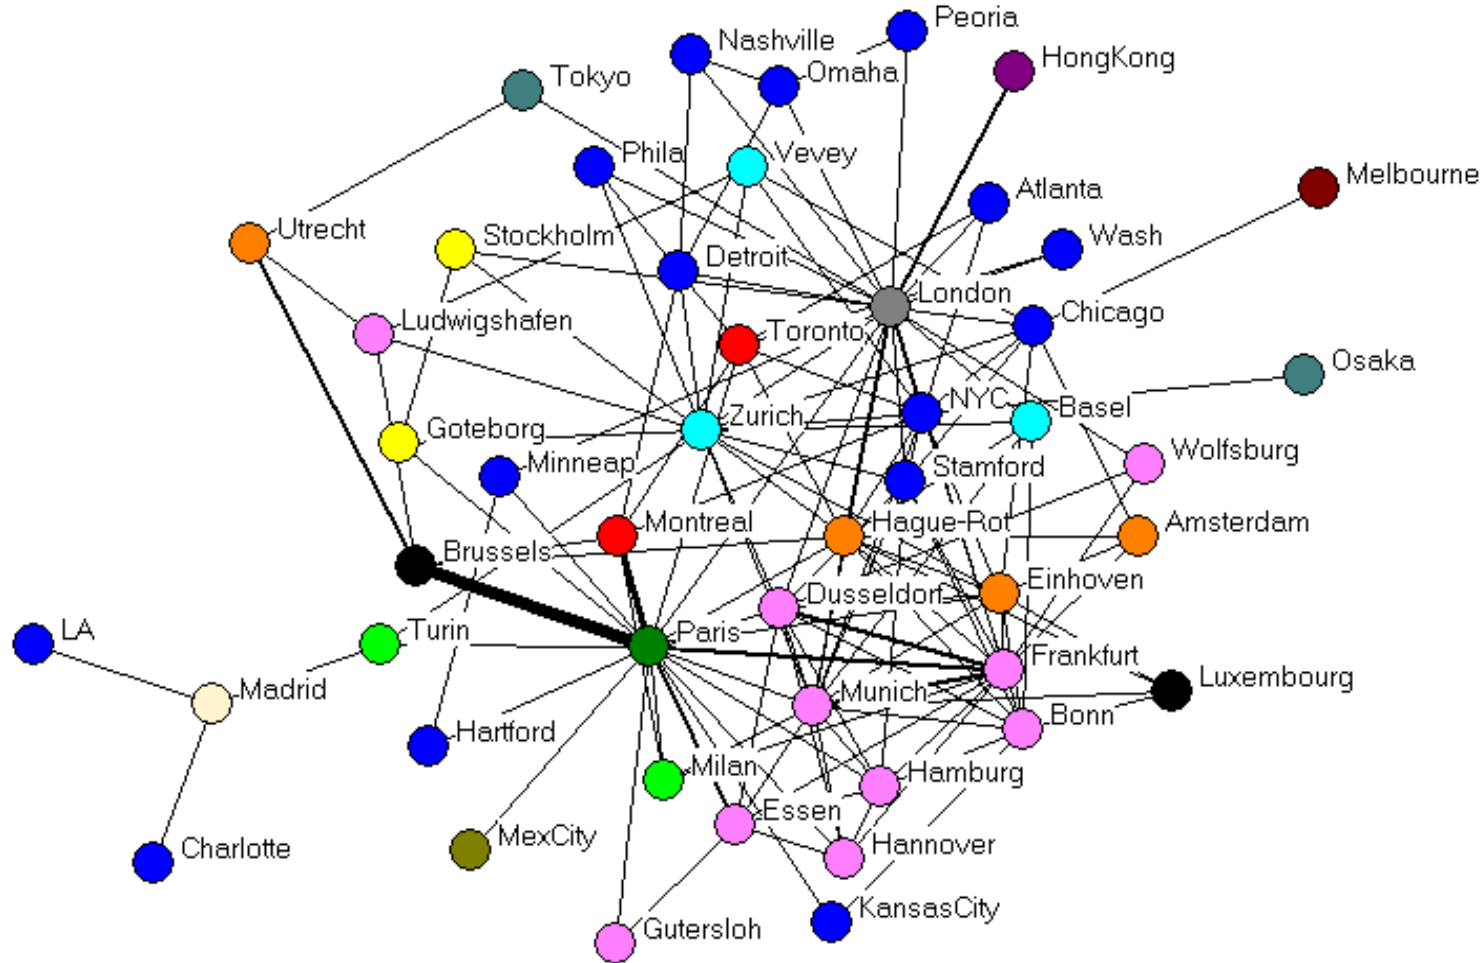 Peoria
Nashville
HongKong
Omaha
Tokyo
Phila
Vevey
Melbourne
Atlanta
Utrecht
Stockholm
Wash
Detroit
London
Chicago
Ludwigshafen
Toronto
Osaka
NYC
Basel
Zurich
Goteborg
Wolfsburg
Minneap
Stamford
Montreal
Hague-Rot
Amsterdam
Brussels
Einhoven
Dusseldorf
LA
Turin
Paris
Frankfurt
Luxembourg
Madrid
Munich
Bonn
Hartford
Milan
Hamburg
Essen
MexCity
Hannover
Charlotte
KansasCity
Gutersloh